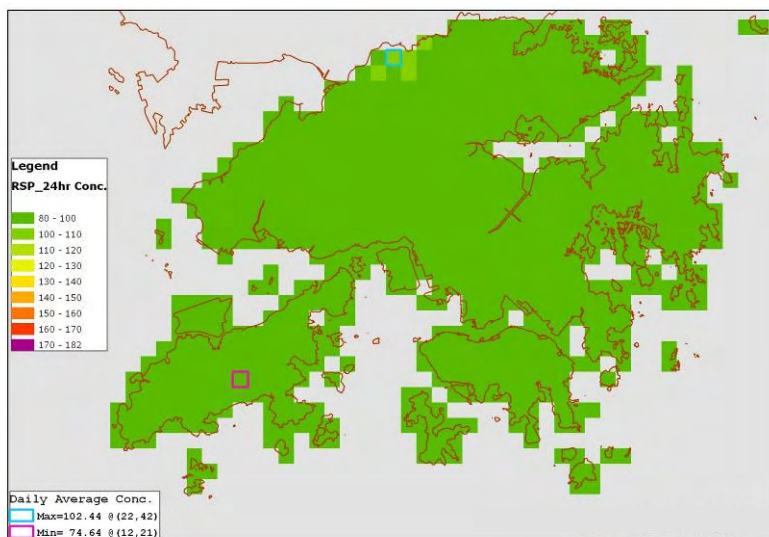 Legend
RSP_24hr Conc.
80 - 100
100 - 110
110 - 120
120 - 130
130 - 140
140 - 150
150 - 160
160 - 170
170 - 182
Daily Average Conc.
Max=102.44 @(22,42)
Min= 74.64 @(12,21)